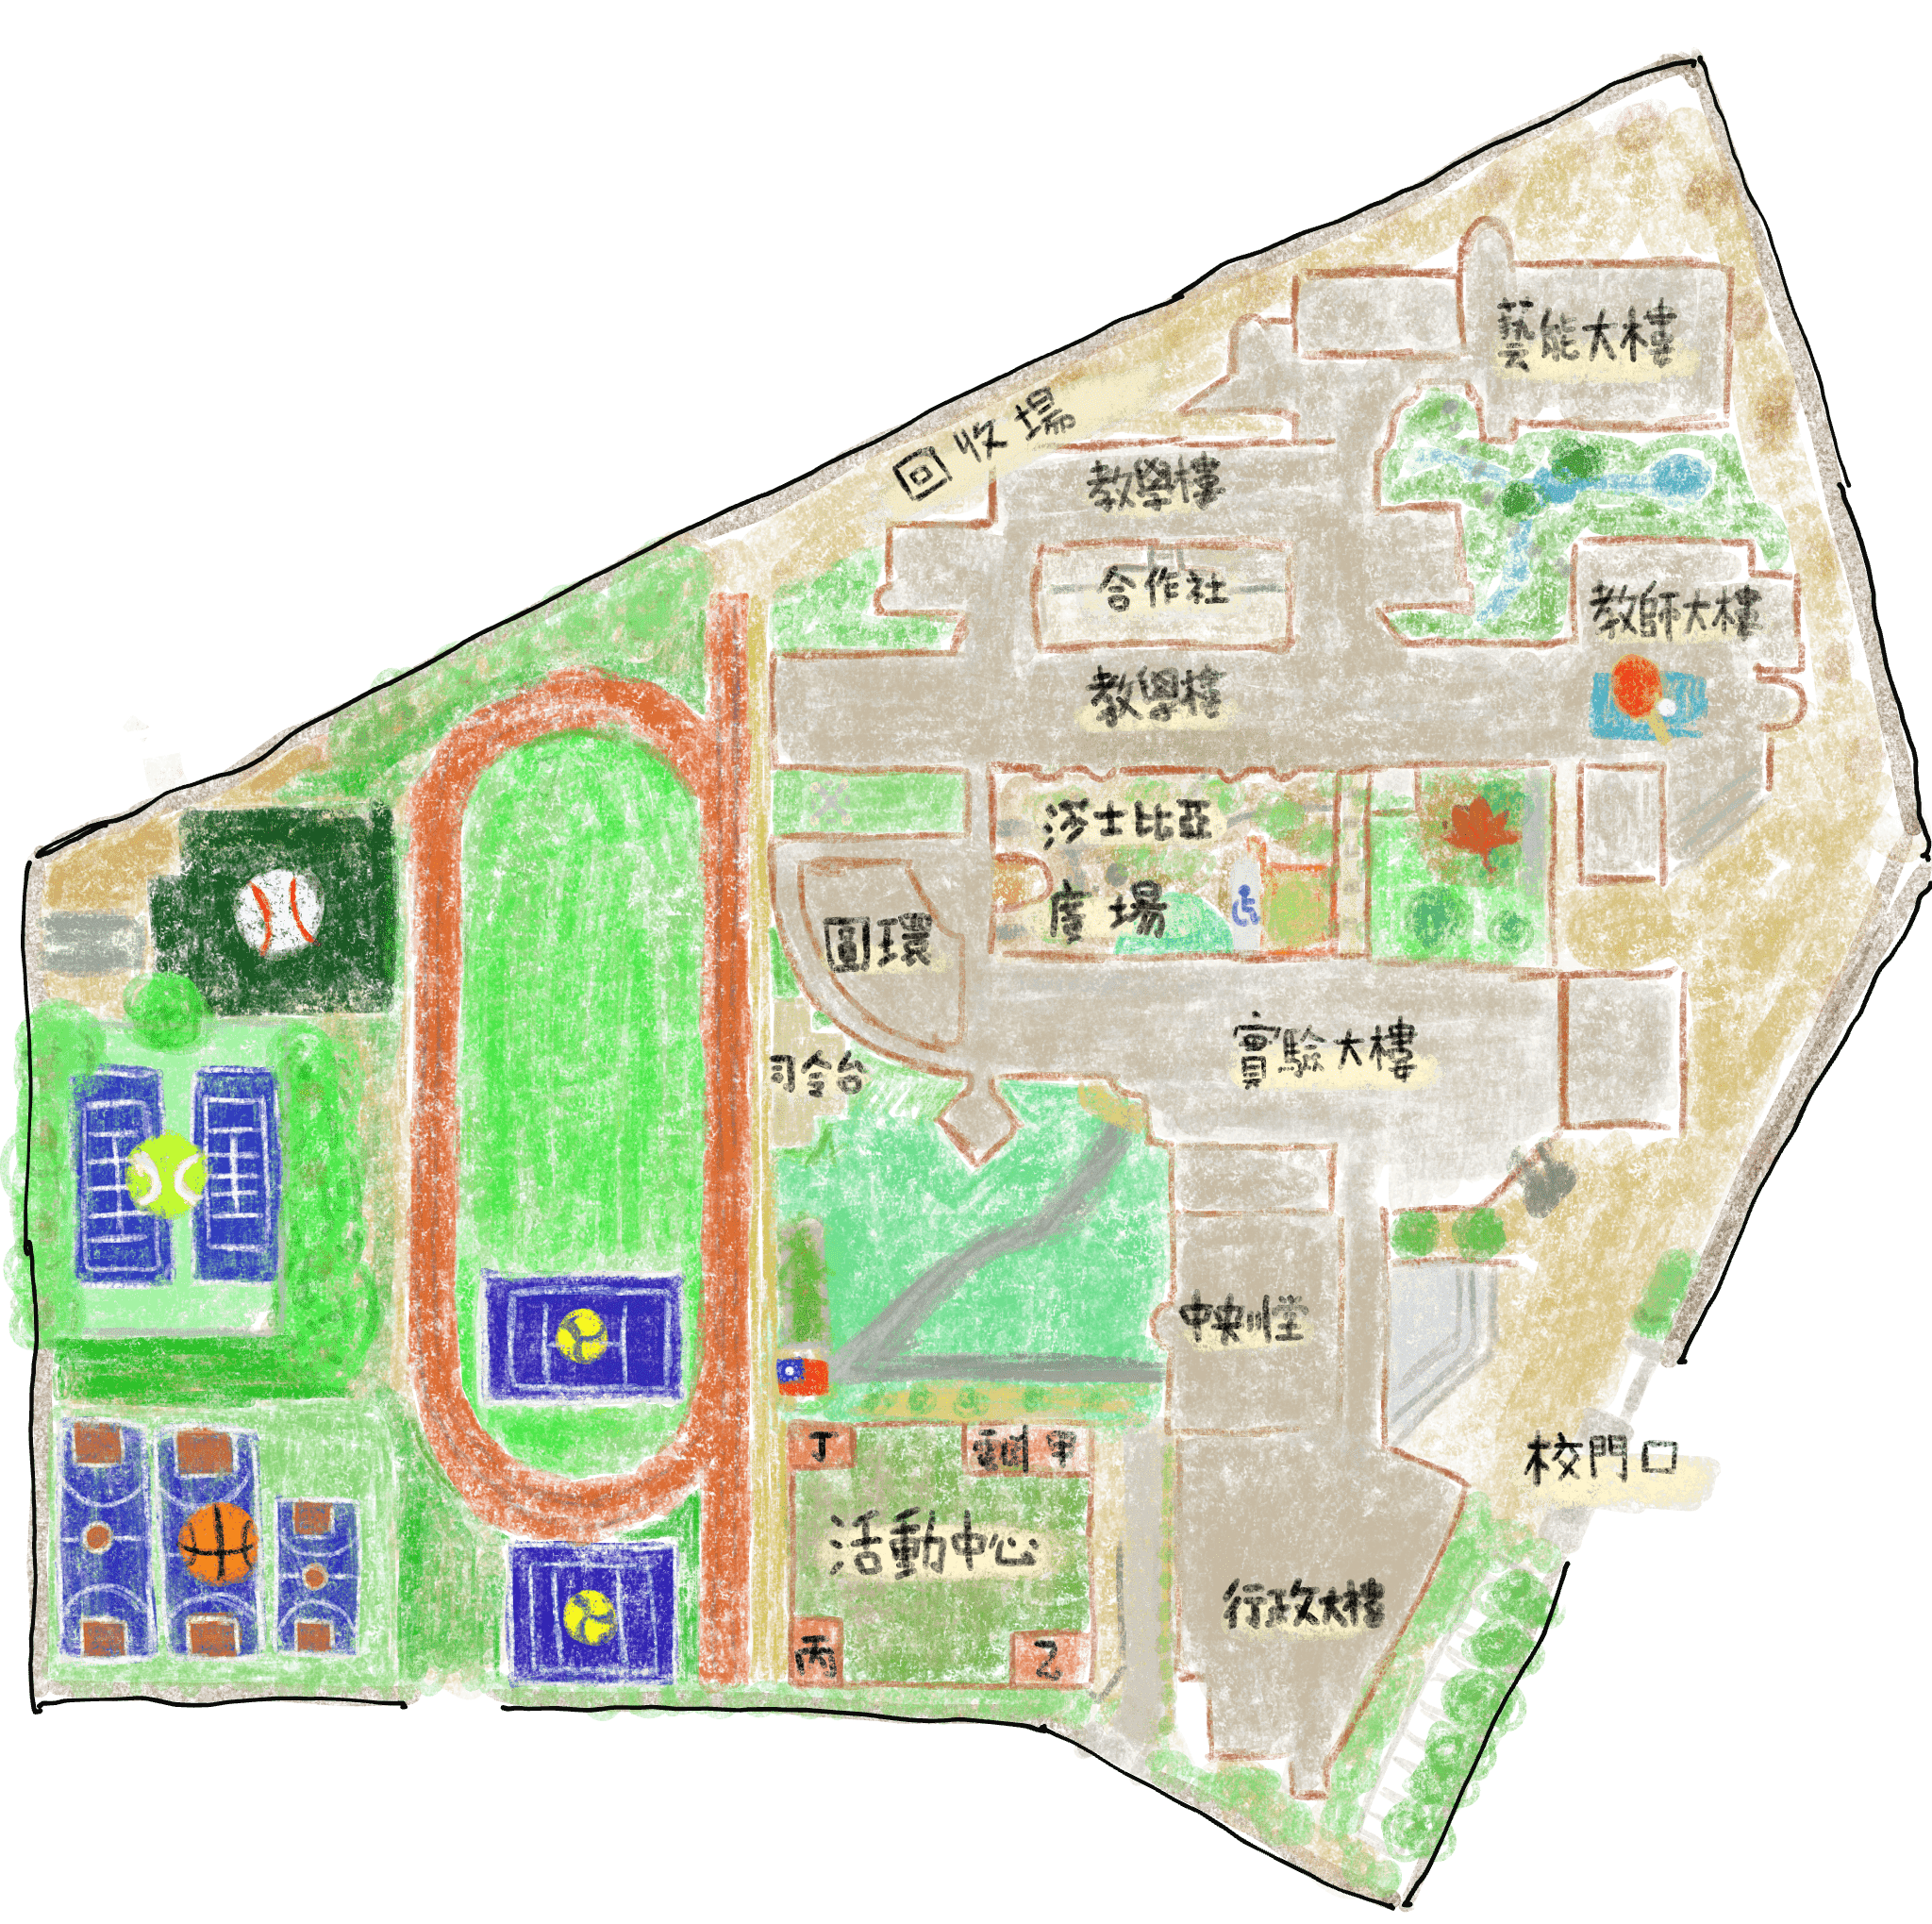 藝能大樓
回收場
教學樓
合作社
教師大樓
教學樓
莎士比亞
廣場
圓環
實驗大樓
司令台
中央川堂
校門口
丁
電訓 甲
活動中心
行政大樓
丙
乙